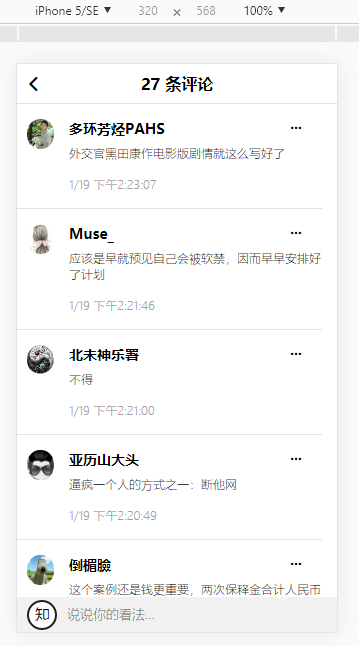 iPhone 5/SE ▼ 320 × 568 100% ▼
27 条评论
多环芳烃PAHS
外交官黑田康作电影版剧情就这么写好了
1/19 下午2:23:07
Muse_
应该是早就预见自己会被软禁，因而早早安排好
了计划
1/19 下午2:21:46
北未神乐署
不得
1/19 下午2:21:00
亚历山大头
逼疯一个人的方式之一：断他网
1/19 下午2:20:49
倒楣臉
这个案例还是钱更重要，两次保释金合计人民币
知 说说你的看法...